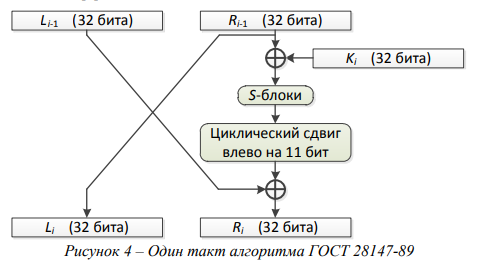 Li-1 (32 бита)
Ri-1 (32 бита)
Ki (32 бита)
S-блоки
Циклический сдвиг
влево на 11 бит
Li (32 бита)
Ri (32 бита)
Рисунок 4 – Один такт алгоритма ГОСТ 28147-89